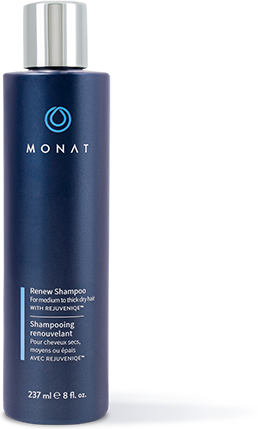 MONAT
Renew Shampoo
For medium to thick dry hair
WITH REJUVENIQE™
Shampooing
renouvelant
Pour cheveux secs,
moyens ou épais
AVEC REJUVENIQE™
237 ml ℮ 8 fl. oz.